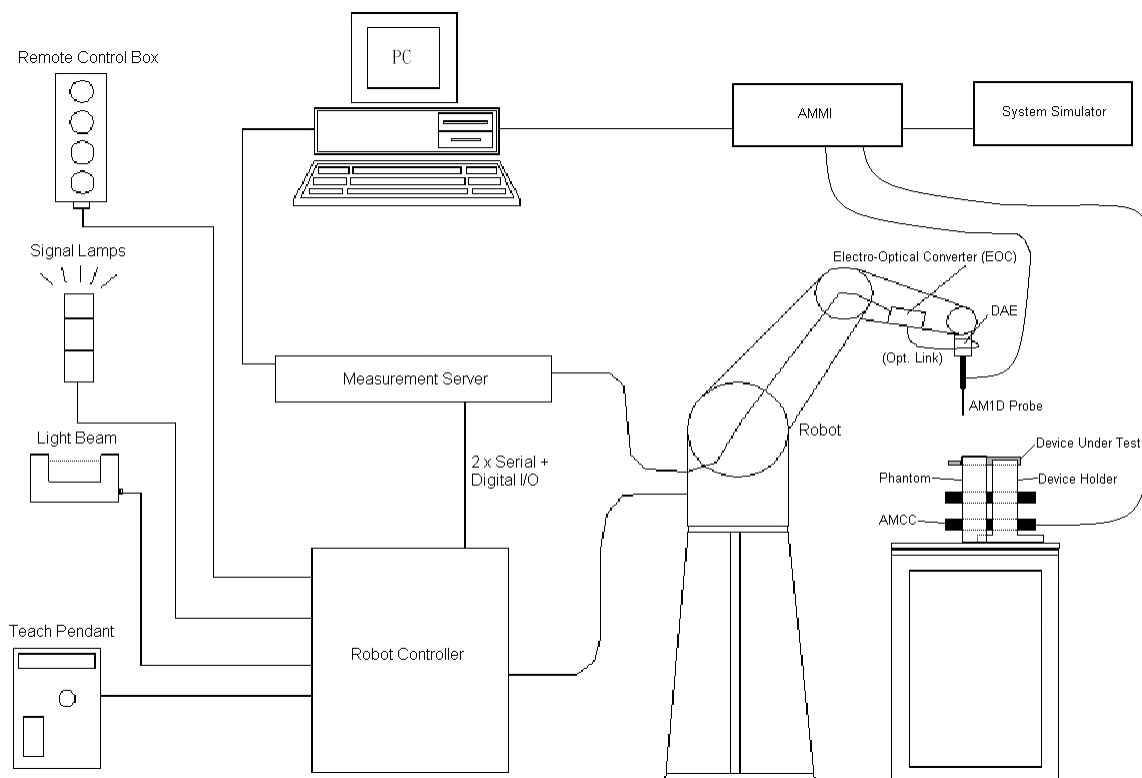 Remote Control Box
PC
AMMI
System Simulator
Signal Lamps
Electro-Optical Converter (EOC)
DAE
(Opt. Link)
Measurement Server
AM1D Probe
Robot
Light Beam
Device Under Test
2 x Serial +
Digital I/O
Phantom
Device Holder
AMCC
Teach Pendant
Robot Controller